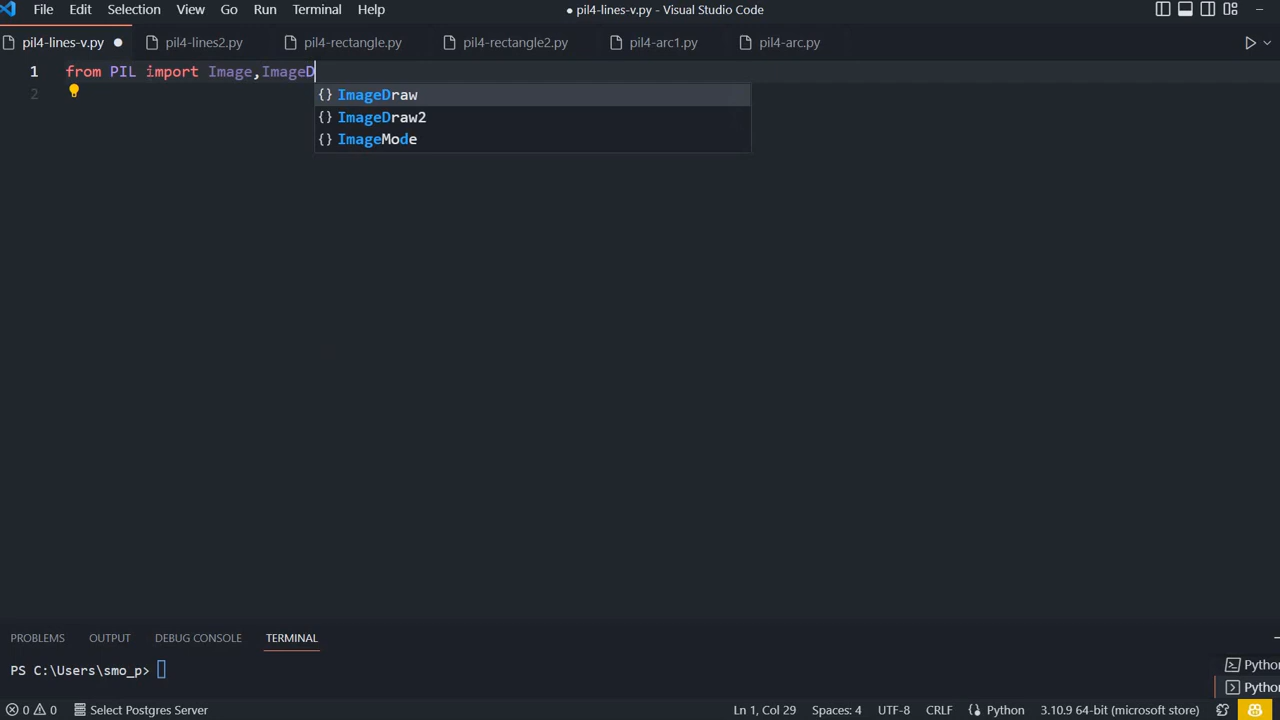 File Edit Selection View Go Run Terminal Help ● pil4-lines-v.py - Visual Studio Code
pil4-lines-v.py ● pil4-lines2.py pil4-rectangle.py pil4-rectangle2.py pil4-arc1.py pil4-arc.py
1 from PIL import Image,ImageD
{} ImageDraw
2
{} ImageDraw2
{} ImageMode
PROBLEMS OUTPUT DEBUG CONSOLE TERMINAL
PS C:\Users\smo_p>
Python
Python
0 0 Select Postgres Server Ln 1, Col 29 Spaces: 4 UTF-8 CRLF {} Python 3.10.9 64-bit (microsoft store)